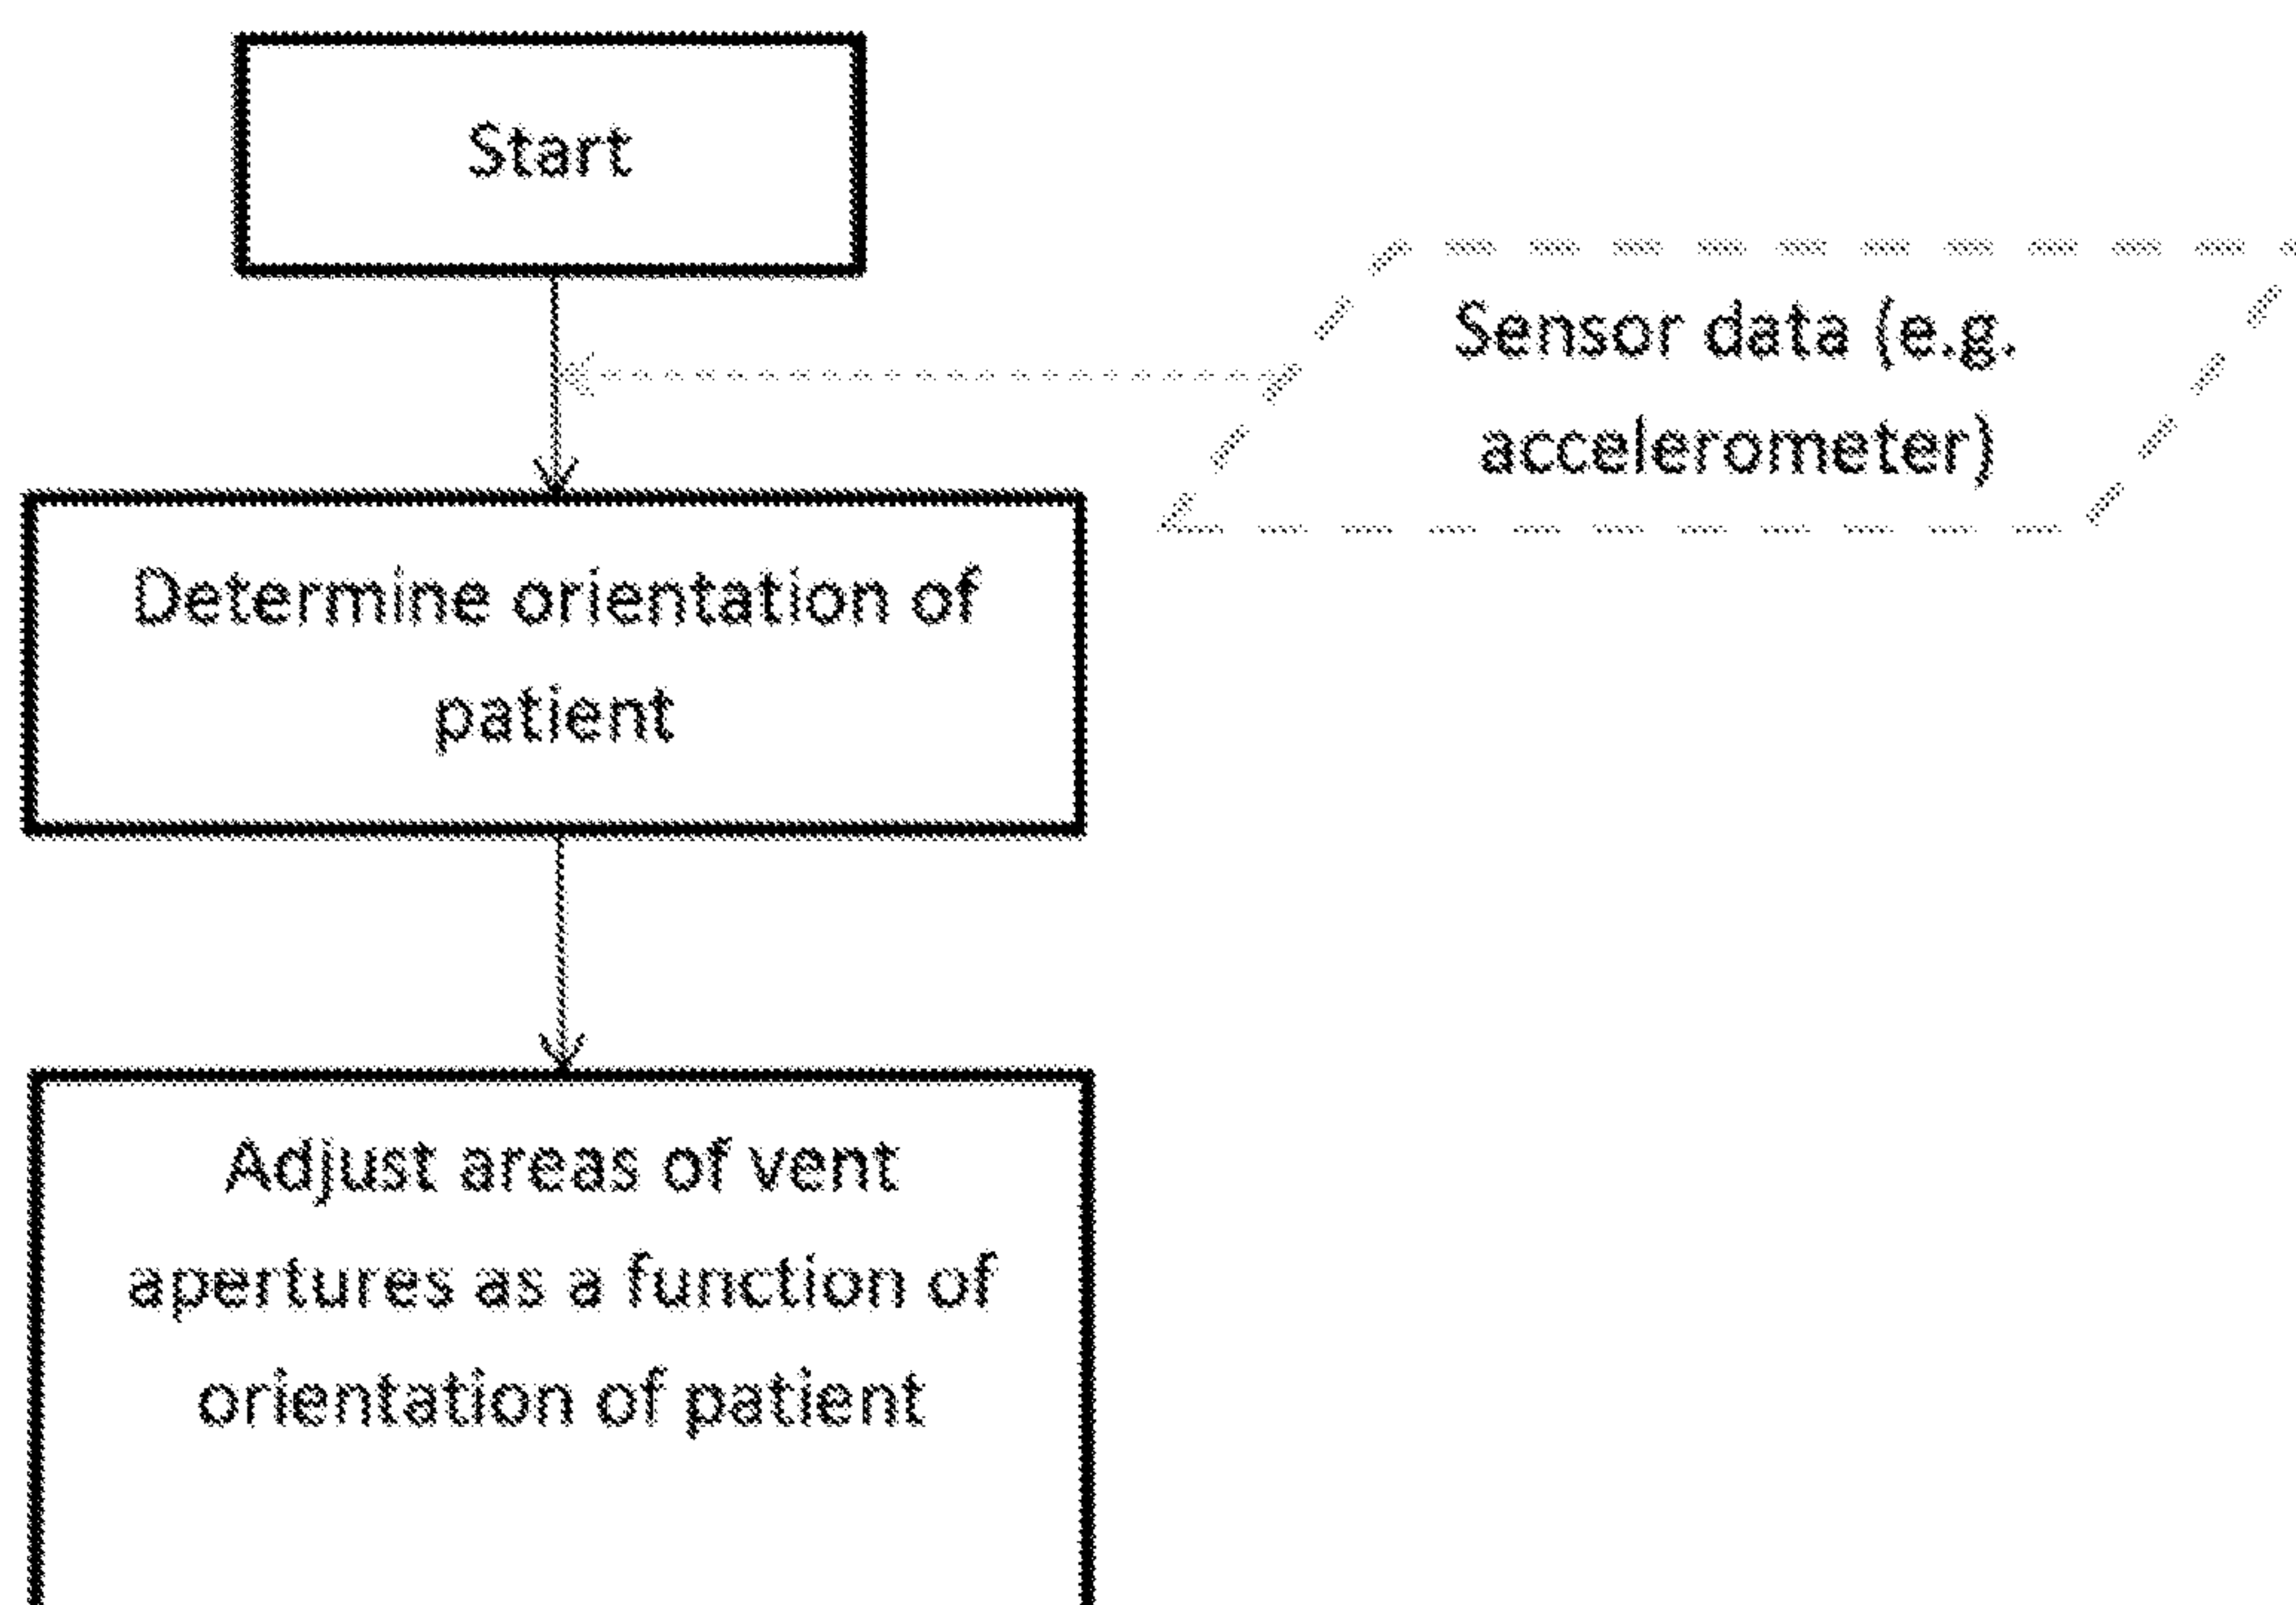 Start
Sensor data (e.g.
accelerometer)
Determine orientation of
patient
Adjust areas of vent
apertures as a function of
orientation of patient